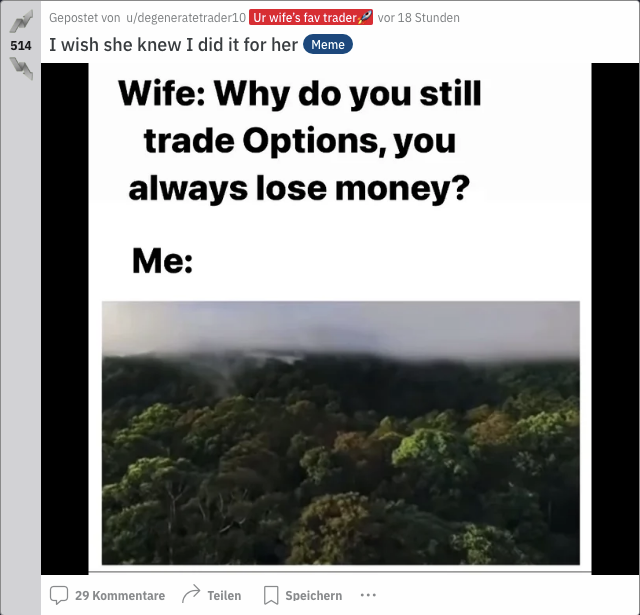 Gepostet von u/degeneratetrader10 Ur wife's fav trader🚀 vor 18 Stunden
514
I wish she knew I did it for her Meme
Wife: Why do you still
trade Options, you
always lose money?
Me:
29 Kommentare Teilen Speichern ...